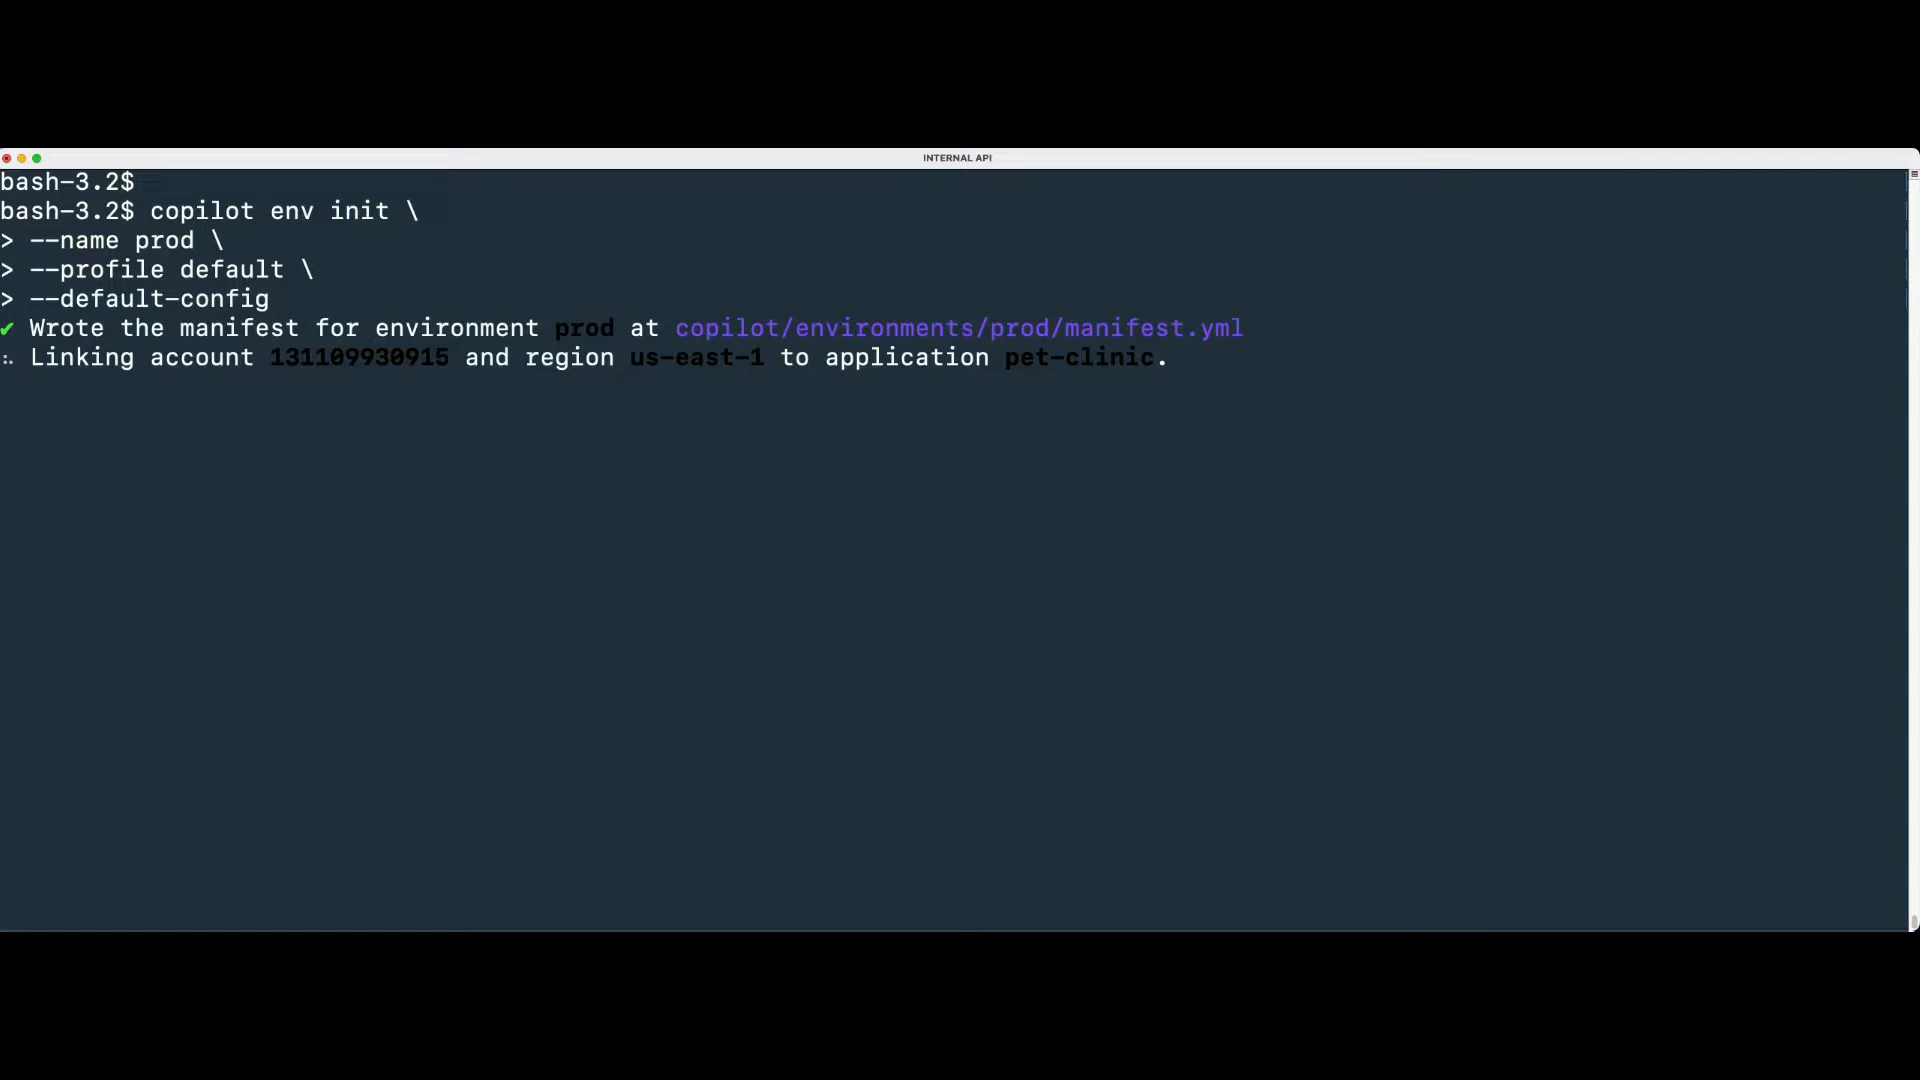 INTERNAL API
bash-3.2$
bash-3.2$ copilot env init \
> --name prod \
> --profile default \
> --default-config
✔ Wrote the manifest for environment prod at copilot/environments/prod/manifest.yml
Linking account 131109930915 and region us-east-1 to application pet-clinic.